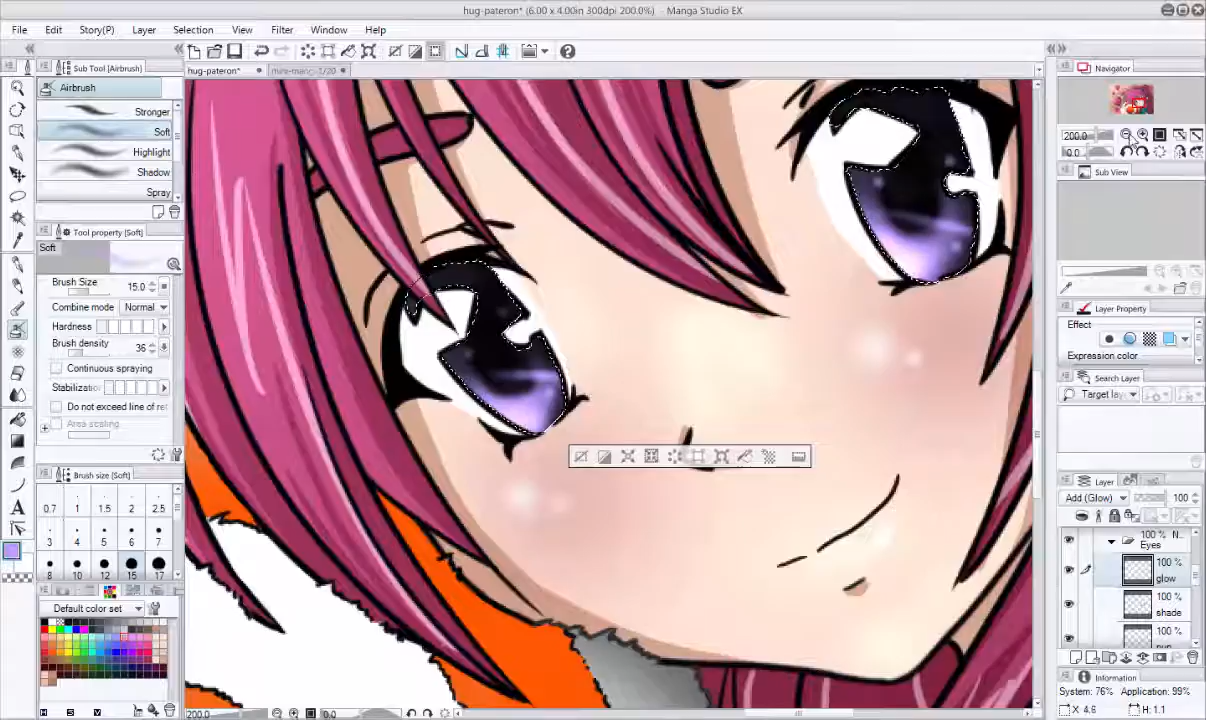 hug-pateron* (6.00 x 4.00in 300dpi 200.0%) - Manga Studio EX
File Edit View Story(P) Layer Selection View Filter Window Help
Sub Tool [Airbrush]
hug-pateron*
Navigator
Airbrush
Stronger
Soft
Highlight
Shadow
Spray
200.0
0.0
Sub View
Tool property [Soft]
Soft
Brush Size 15.0
Combine mode Normal
Hardness
Brush density 36
Continuous spraying
Stabilization
Do not exceed line of ret
Area scaling
Layer Property
Effect
Expression color
Search Layer
Target lay
Brush size [Soft]
0.7 1 1.5 2 2.5
3 4 5 6 7
8 10 12 15 17
Layer
Add (Glow) 100
100 % N...
Eyes
100 %
glow
100 %
shade
100 %
Default color set
H S V
Information
System: 76% Application: 99%
X 4.6 H: 1.1
200.0 0.0